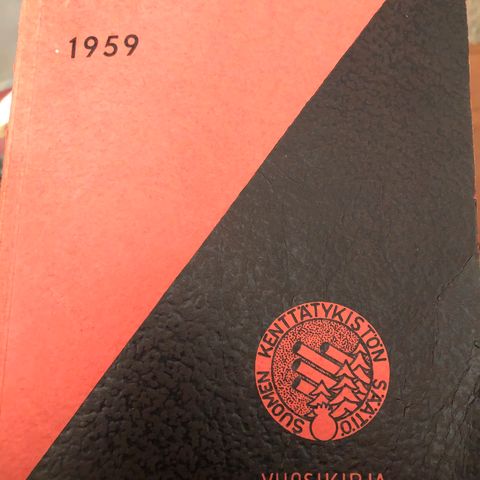 1959
SUOMEN KENTTÄTYKISTÖN SÄÄTIÖ
VUOSIKIRJA